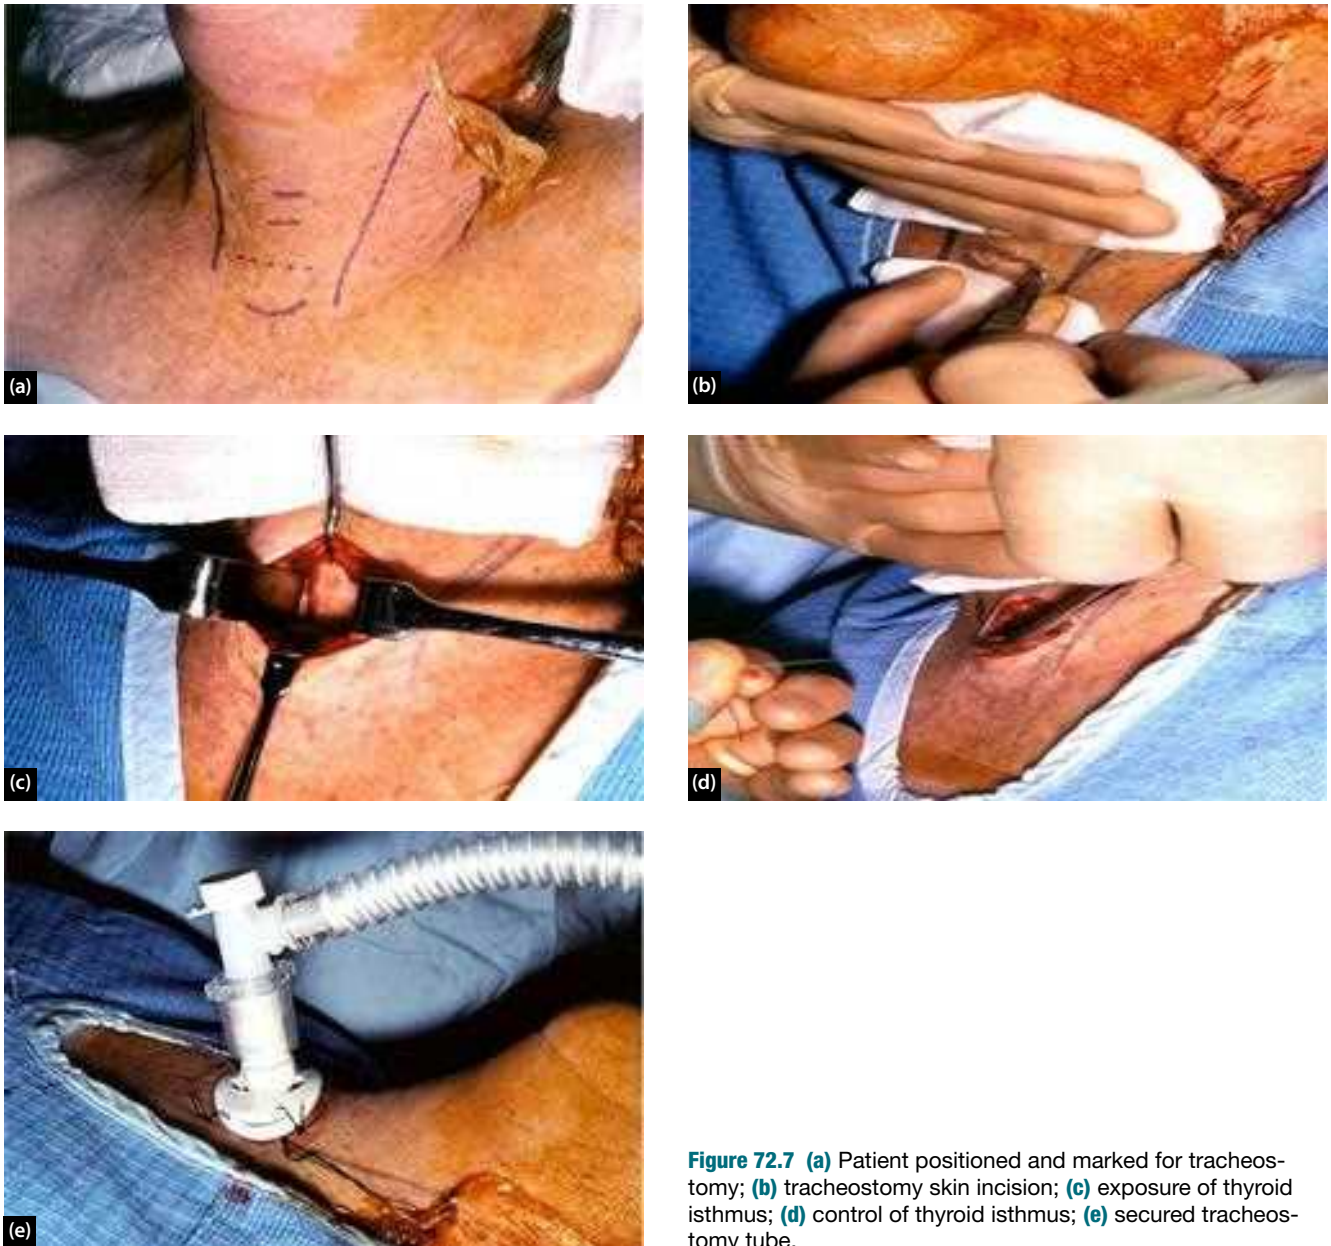 (a)
(b)
(c)
(d)
(e)
Figure 72.7 (a) Patient positioned and marked for tracheos-
tomy; (b) tracheostomy skin incision; (c) exposure of thyroid
isthmus; (d) control of thyroid isthmus; (e) secured tracheos-
tomy tube.